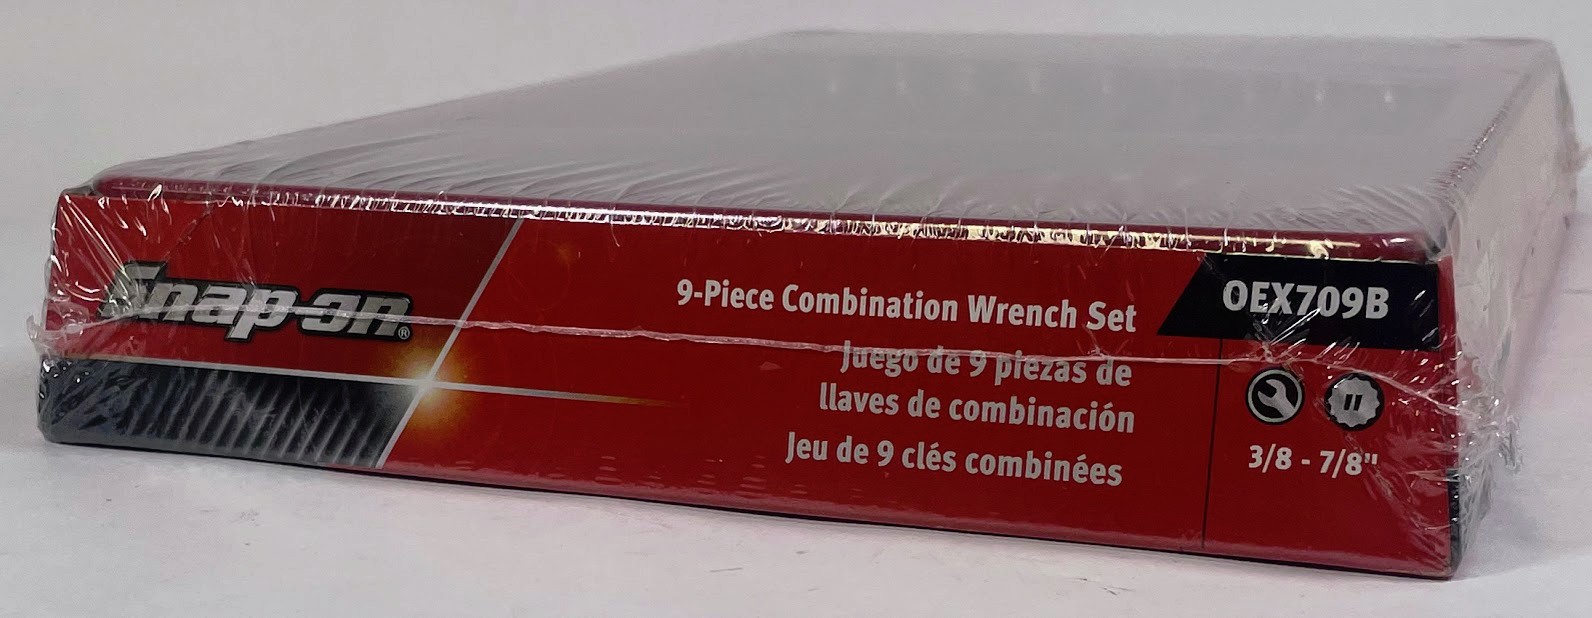 Snap-on®
9-Piece Combination Wrench Set
Juego de 9 piezas de
llaves de combinación
Jeu de 9 clés combinées
OEX709B
3/8 - 7/8"